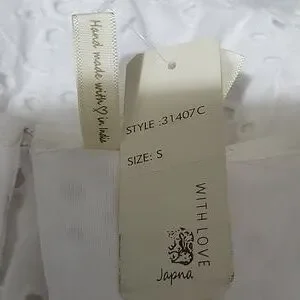 Hand made with♡in India
STYLE :31407C
SIZE: S
WITH LOVE
Japna